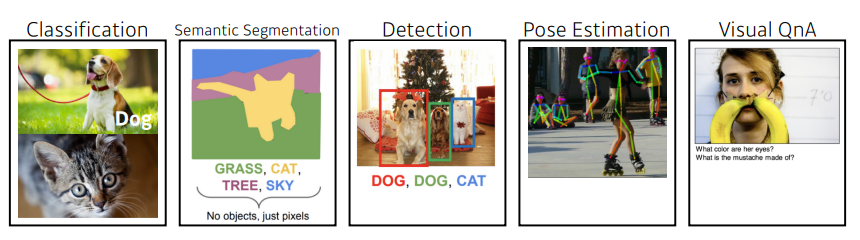 Classification
Semantic Segmentation
Detection
Pose Estimation
Visual QnA
Dog
GRASS, CAT,
TREE, SKY
No objects, just pixels
DOG, DOG, CAT
What color are her eyes?
What is the mustache made of?